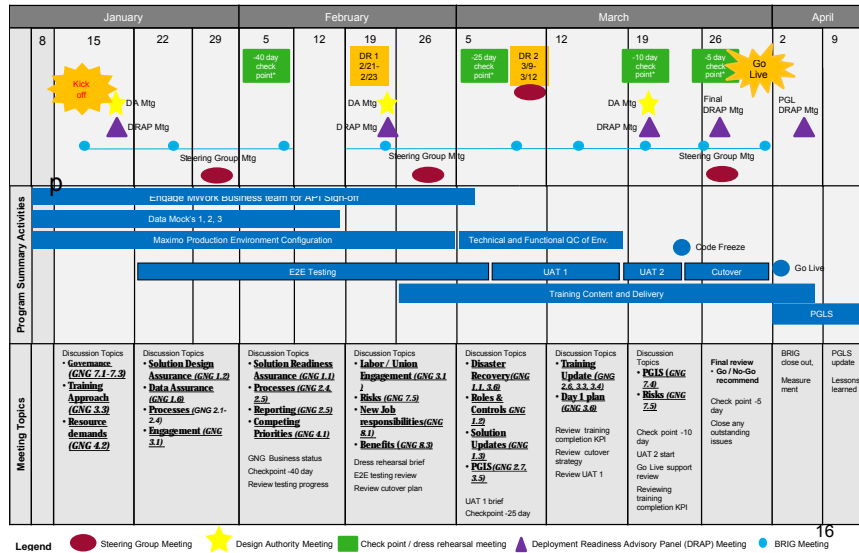 January
February
March
April
8
15
22
29
5
12
19
26
5
12
19
26
2
9
Kick
off
-40 day
check
point*
DR 1
2/21-
2/23
-25 day
check
point*
DR 2
3/9-
3/12
-10 day
check
point*
-5 day
check
point*
Go
Live
DA Mtg
DRAP Mtg
DA Mtg
DRAP Mtg
DA Mtg
DRAP Mtg
Final
DRAP Mtg
PGL
DRAP Mtg
Steering Group Mtg
Steering Group Mtg
Steering Group Mtg
p
Program Summary Activities
Engage MWork Business team for API Sign-off
Data Mock's 1, 2, 3
Maximo Production Environment Configuration
Technical and Functional QC of Env.
Code Freeze
E2E Testing
UAT 1
UAT 2
Cutover
Go Live
Training Content and Delivery
PGLS
Meeting Topics
Discussion Topics
• Governance
(GNG 7.1-7.3)
• Training
Approach
(GNG 3.3)
• Resource
demands
(GNG 4.2)
Discussion Topics
• Solution Design
Assurance (GNG 1.2)
• Data Assurance
(GNG 1.6)
• Processes (GNG 2.1-
2.4)
• Engagement (GNG
3.1)
Discussion Topics
• Solution Readiness
Assurance (GNG 1.1)
• Processes (GNG 2.4,
2.5)
• Reporting (GNG 2.5)
• Competing
Priorities (GNG 4.1)
GNG Business status
Checkpoint -40 day
Review testing progress
Discussion Topics
• Labor / Union
Engagement (GNG 3.1
)
• Risks (GNG 7.5)
• New Job
responsibilities(GNG
8.1)
• Benefits (GNG 8.3)
Dress rehearsal brief
E2E testing review
Review cutover plan
Discussion Topics
• Disaster
Recovery(GNG
1.1, 3.6)
• Roles &
Controls GNG
1.2)
• Solution
Updates (GNG
1.3)
• PGIS (GNG 2.7,
3.5)
UAT 1 brief
Checkpoint -25 day
Discussion Topics
• Training
Update (GNG
2.6, 3.3, 3.4)
• Day 1 plan
(GNG 3.6)
Review training
completion KPI
Review cutover
strategy
Review UAT 1
Discussion
Topics
• PGIS (GNG
7.4)
• Risks (GNG
7.5)
Check point -10
day
UAT 2 start
Go Live support
review
Reviewing
training
completion KPI
Final review
• Go / No-Go
recommend
Check point -5
day
Close any
outstanding
issues
BRIG
close out,
Measure
ment
PGLS
update
Lessons
learned
16
Legend
Steering Group Meeting
Design Authority Meeting
Check point / dress rehearsal meeting
Deployment Readiness Advisory Panel (DRAP) Meeting
BRIG Meeting